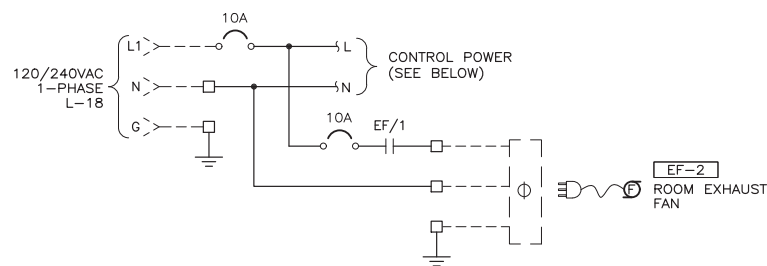 10A
L1
L
CONTROL POWER
(SEE BELOW)
120/240VAC
1-PHASE
L-18
N
N
G
10A
EF/1
EF-2
F
ROOM EXHAUST
FAN